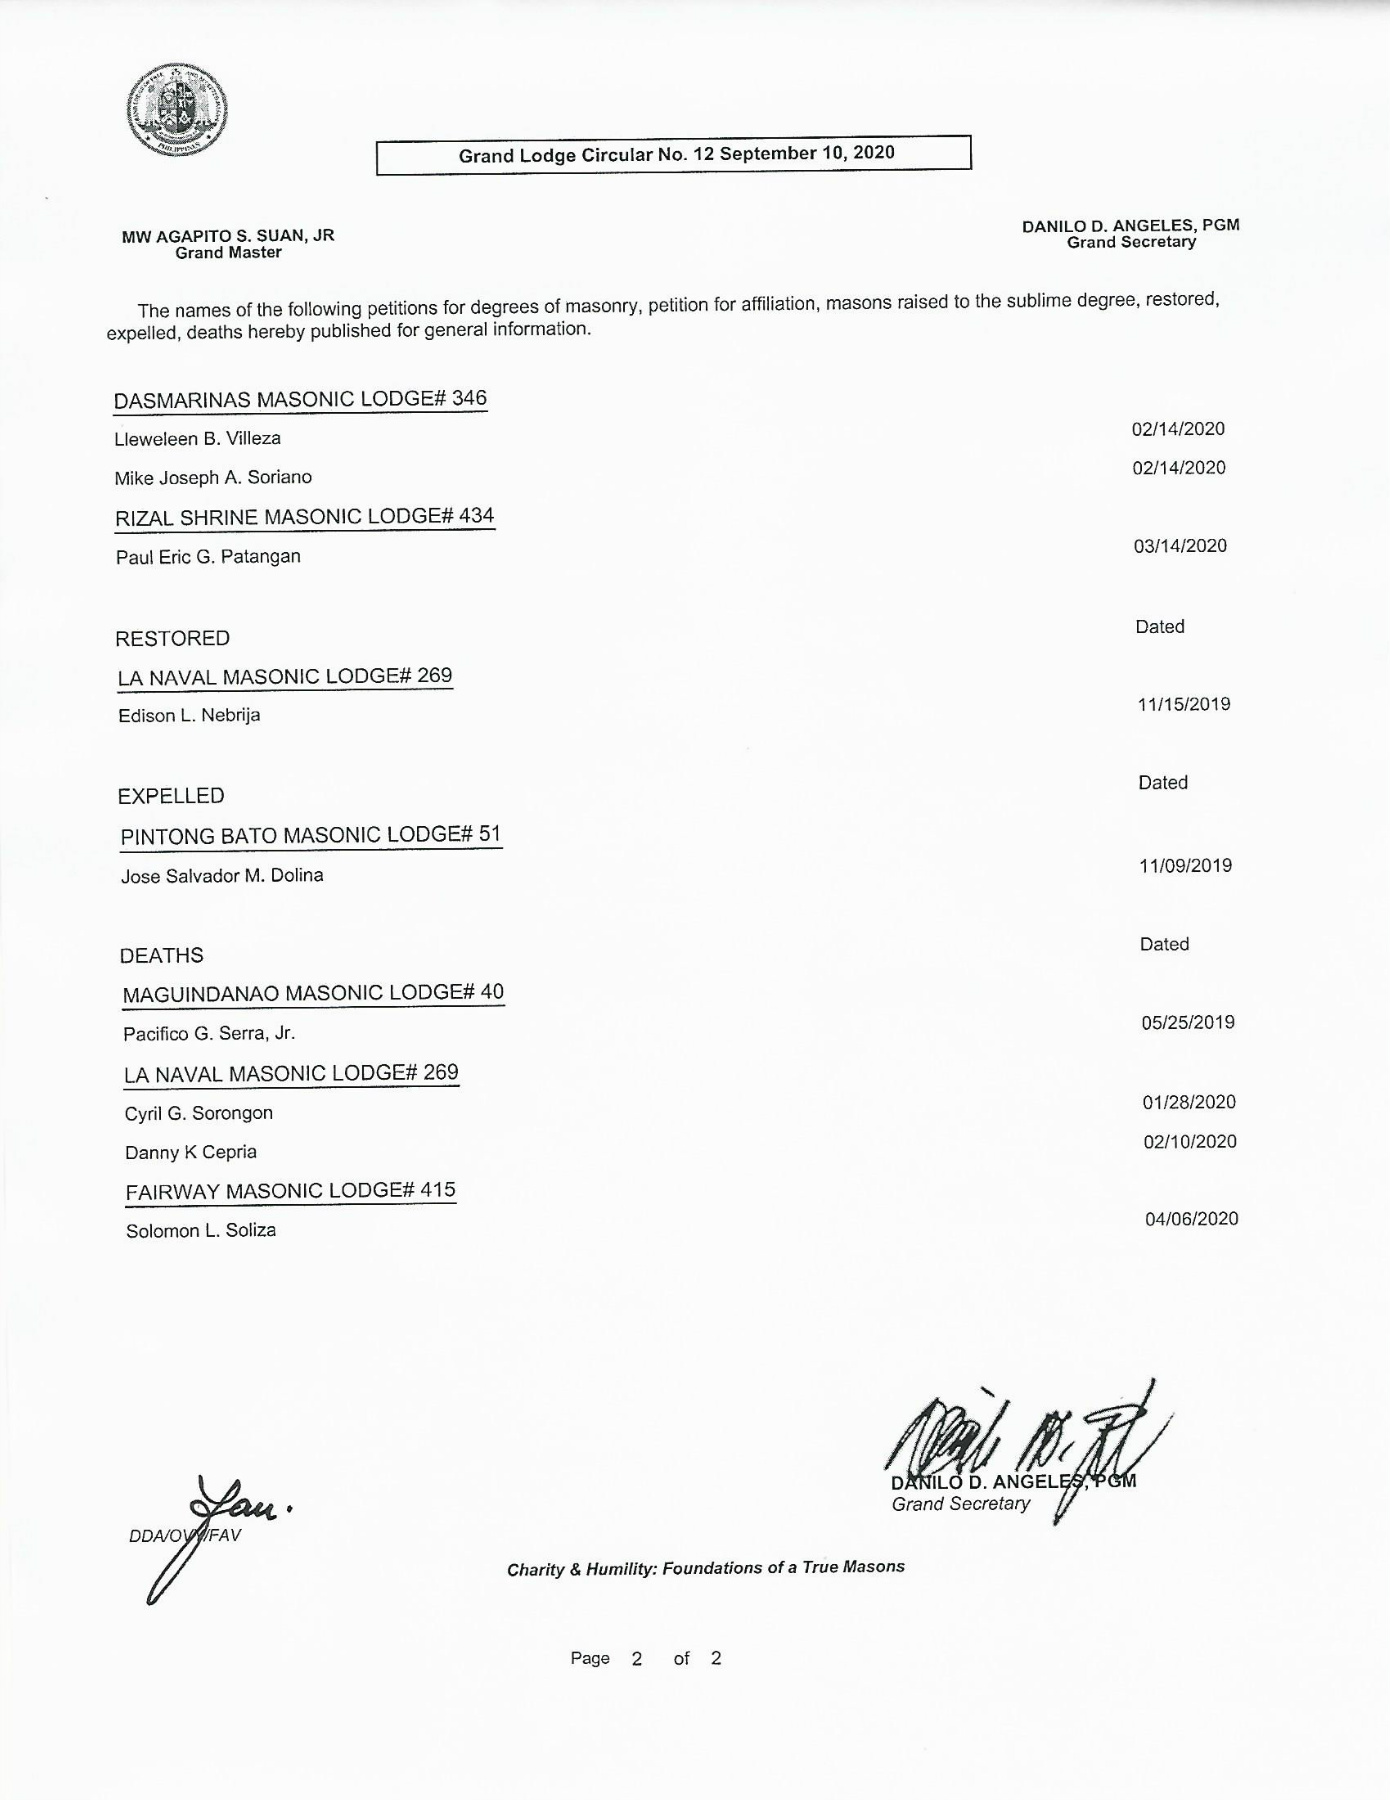 PHILIPPINES
Grand Lodge Circular No. 12 September 10, 2020
MW AGAPITO S. SUAN, JR
Grand Master
DANILO D. ANGELES, PGM
Grand Secretary
The names of the following petitions for degrees of masonry, petition for affiliation, masons raised to the sublime degree, restored,
expelled, deaths hereby published for general information.
DASMARINAS MASONIC LODGE# 346
Lleweleen B. Villeza 02/14/2020
Mike Joseph A. Soriano 02/14/2020
RIZAL SHRINE MASONIC LODGE# 434
Paul Eric G. Patangan 03/14/2020
RESTORED Dated
LA NAVAL MASONIC LODGE# 269
Edison L. Nebrija 11/15/2019
EXPELLED Dated
PINTONG BATO MASONIC LODGE# 51
Jose Salvador M. Dolina 11/09/2019
DEATHS Dated
MAGUINDANAO MASONIC LODGE# 40
Pacifico G. Serra, Jr. 05/25/2019
LA NAVAL MASONIC LODGE# 269
Cyril G. Sorongon 01/28/2020
Danny K Cepria 02/10/2020
FAIRWAY MASONIC LODGE# 415
Solomon L. Soliza 04/06/2020
DANILO D. ANGELES, PGM
Grand Secretary
DDA/OVY/FAV
Charity & Humility: Foundations of a True Masons
Page 2 of 2